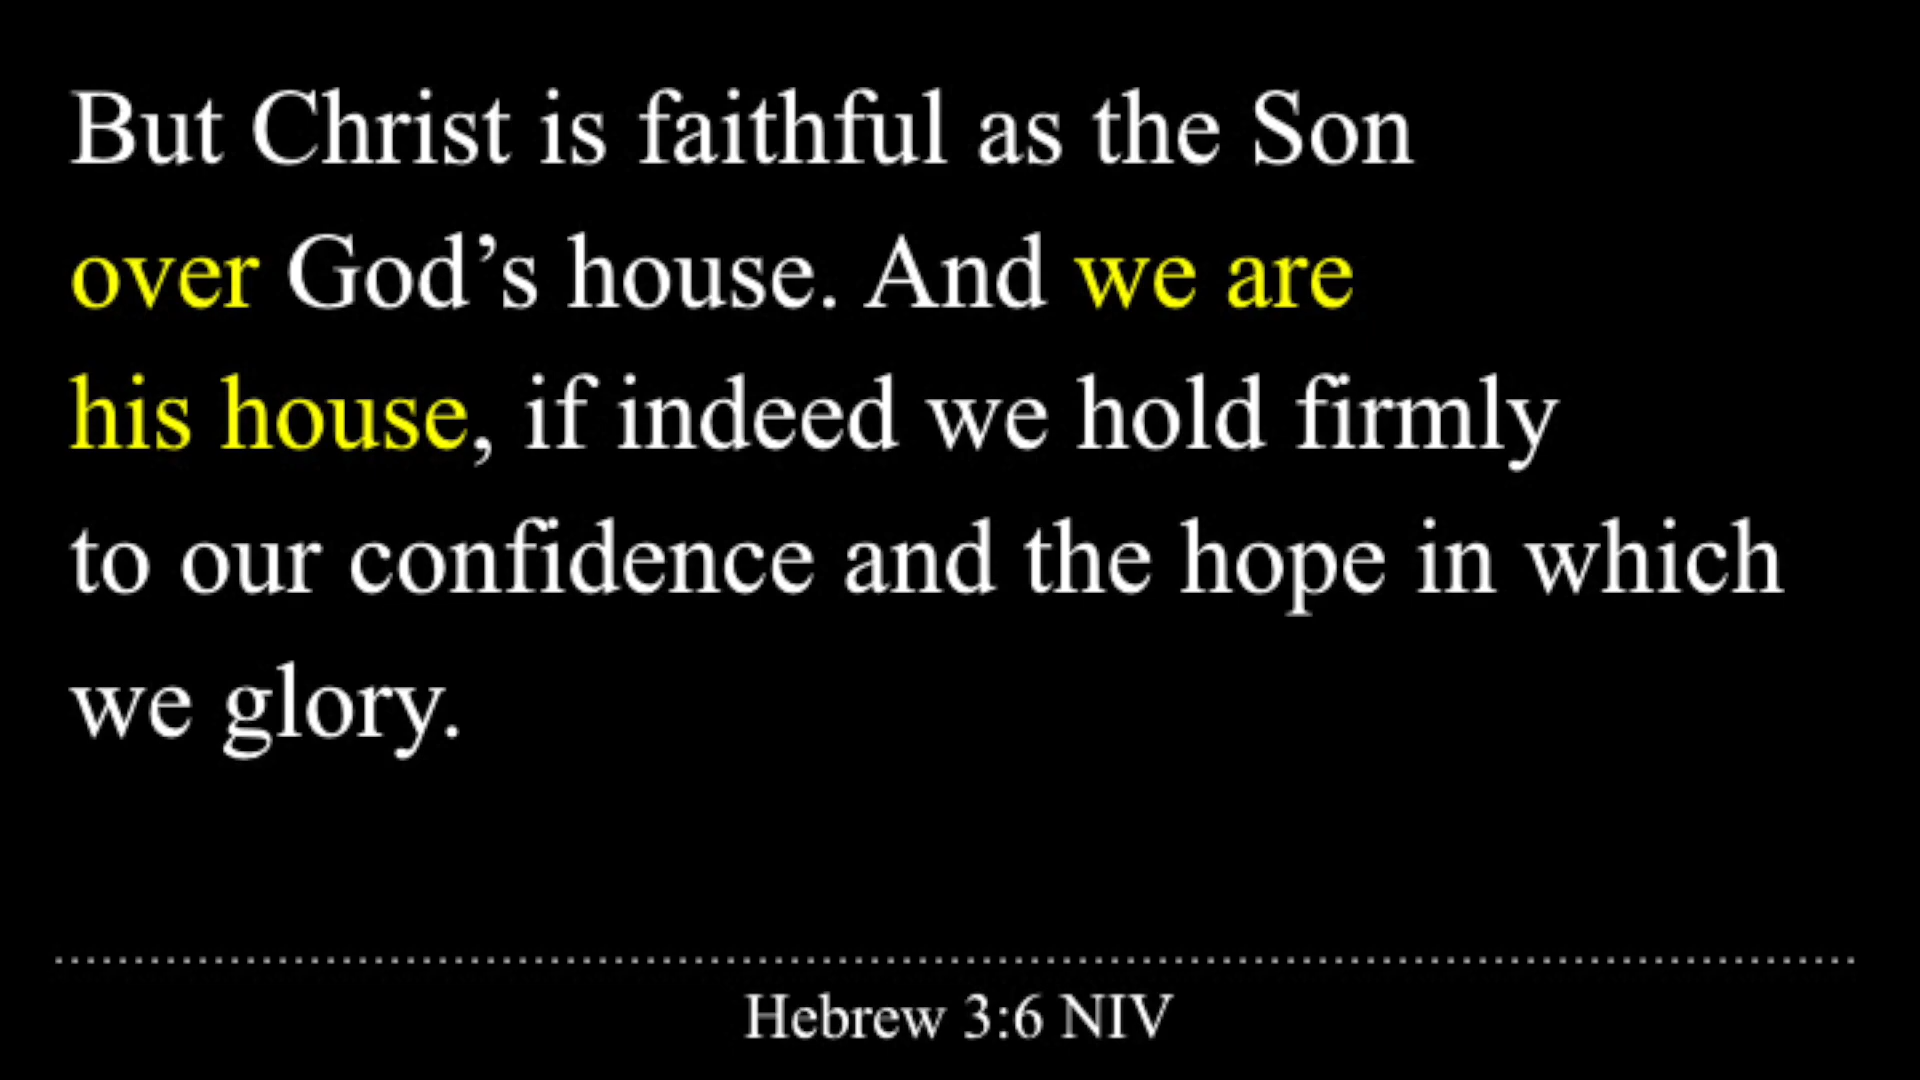 But Christ is faithful as the Son
over God’s house. And we are
his house, if indeed we hold firmly
to our confidence and the hope in which
we glory.
Hebrew 3:6 NIV